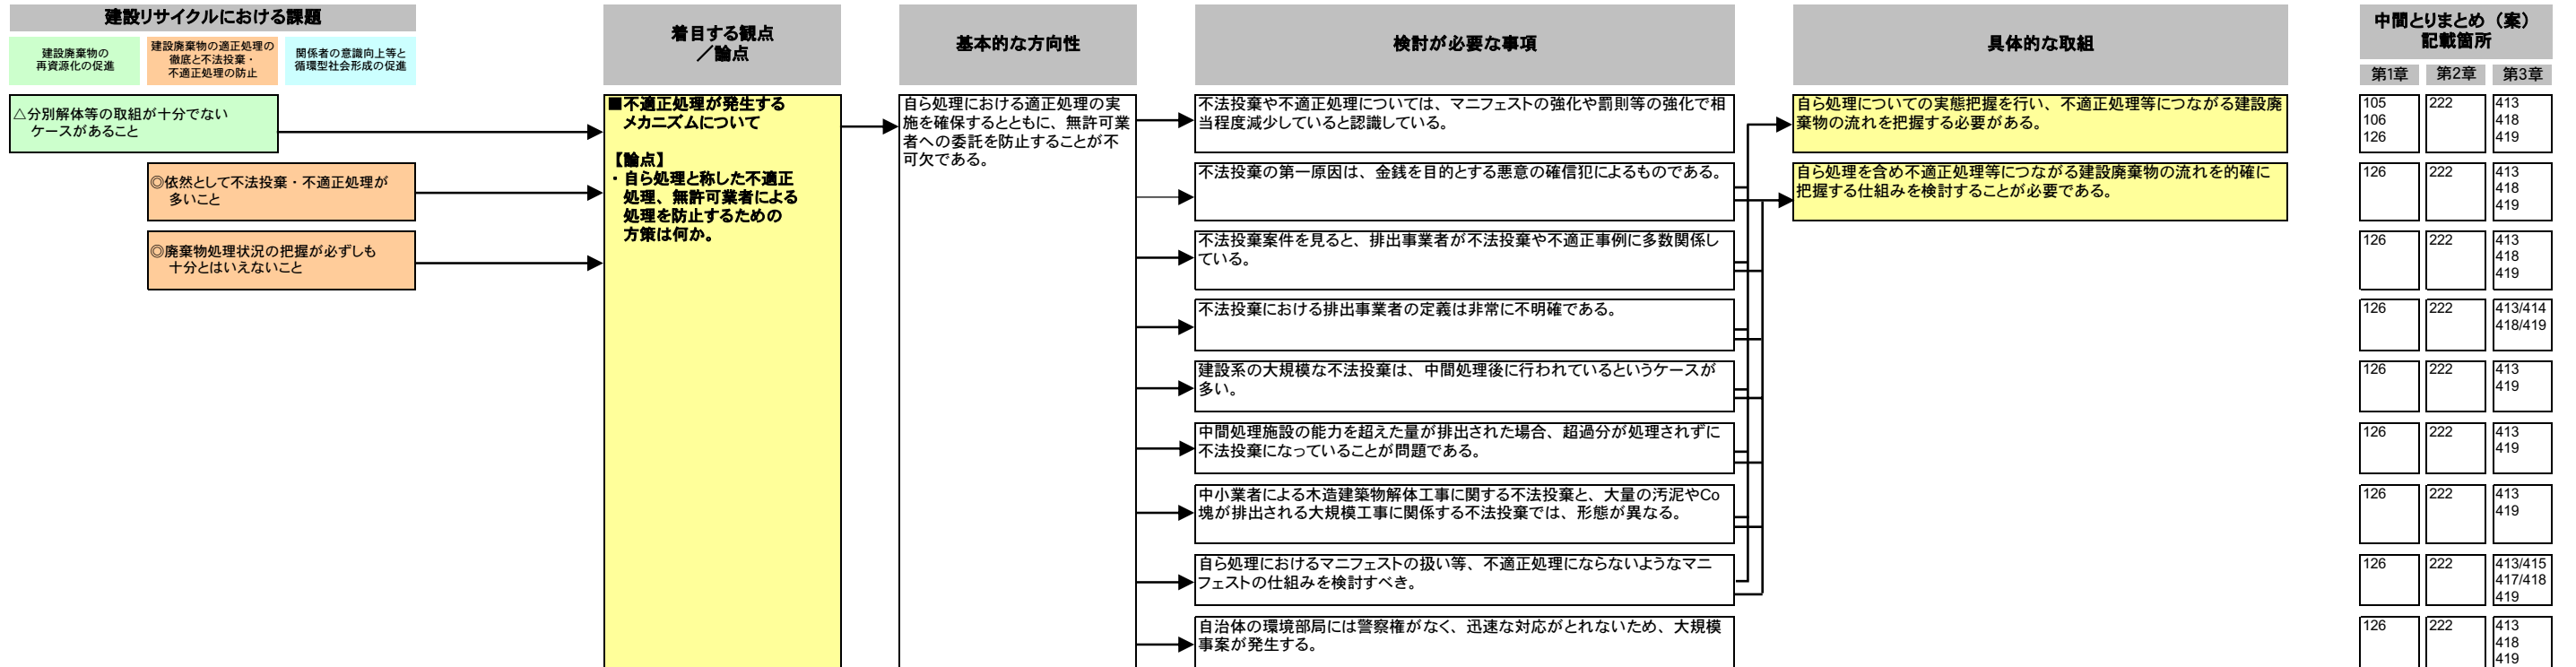 建設リサイクルにおける課題
建設廃棄物の
再資源化の促進
建設廃棄物の適正処理の
徹底と不法投棄・
不適正処理の防止
関係者の意識向上等と
循環型社会形成の促進
着目する観点
／論点
基本的な方向性
検討が必要な事項
具体的な取組
中間とりまとめ（案）
記載箇所
第1章 第2章 第3章
△分別解体等の取組が十分でない
ケースがあること
◎依然として不法投棄・不適正処理が
多いこと
◎廃棄物処理状況の把握が必ずしも
十分とはいえないこと
■不適正処理が発生する
メカニズムについて
【論点】
・自ら処理と称した不適正
処理、無許可業者による
処理を防止するための
方策は何か。
自ら処理における適正処理の実
施を確保するとともに、無許可業
者への委託を防止することが不
可欠である。
不法投棄や不適正処理については、マニフェストの強化や罰則等の強化で相
当程度減少していると認識している。
不法投棄の第一原因は、金銭を目的とする悪意の確信犯によるものである。
不法投棄案件を見ると、排出事業者が不法投棄や不適正事例に多数関係し
ている。
不法投棄における排出事業者の定義は非常に不明確である。
建設系の大規模な不法投棄は、中間処理後に行われているというケースが
多い。
中間処理施設の能力を超えた量が排出された場合、超過分が処理されずに
不法投棄になっていることが問題である。
中小業者による木造建築物解体工事に関する不法投棄と、大量の汚泥やCo
塊が排出される大規模工事に関係する不法投棄では、形態が異なる。
自ら処理におけるマニフェストの扱い等、不適正処理にならないようなマニ
フェストの仕組みを検討すべき。
自治体の環境部局には警察権がなく、迅速な対応がとれないため、大規模
事案が発生する。
自ら処理についての実態把握を行い、不適正処理等につながる建設廃
棄物の流れを把握する必要がある。
自ら処理を含め不適正処理等につながる建設廃棄物の流れを的確に
把握する仕組みを検討することが必要である。
105 222 413
106 418
126 419
126 222 413
418
419
126 222 413
418
419
126 222 413/414
418/419
126 222 413
419
126 222 413
419
126 222 413
419
126 222 413/415
417/418
419
126 222 413
418
419